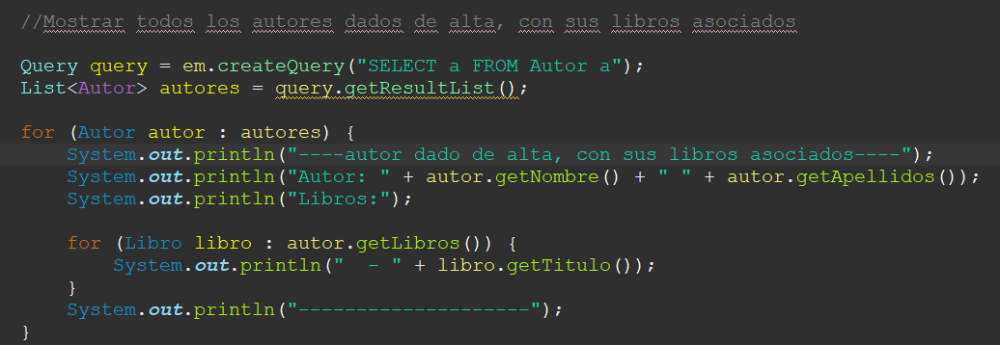 //Mostrar todos los autores dados de alta, con sus libros asociados
Query query = em.createQuery("SELECT a FROM Autor a");
List<Autor> autores = query.getResultList();
for (Autor autor : autores) {
System.out.println("----autor dado de alta, con sus libros asociados----");
System.out.println("Autor: " + autor.getNombre() + " " + autor.getApellidos());
System.out.println("Libros:");
for (Libro libro : autor.getLibros()) {
System.out.println("  - " + libro.getTitulo());
}
System.out.println("--------------------");
}